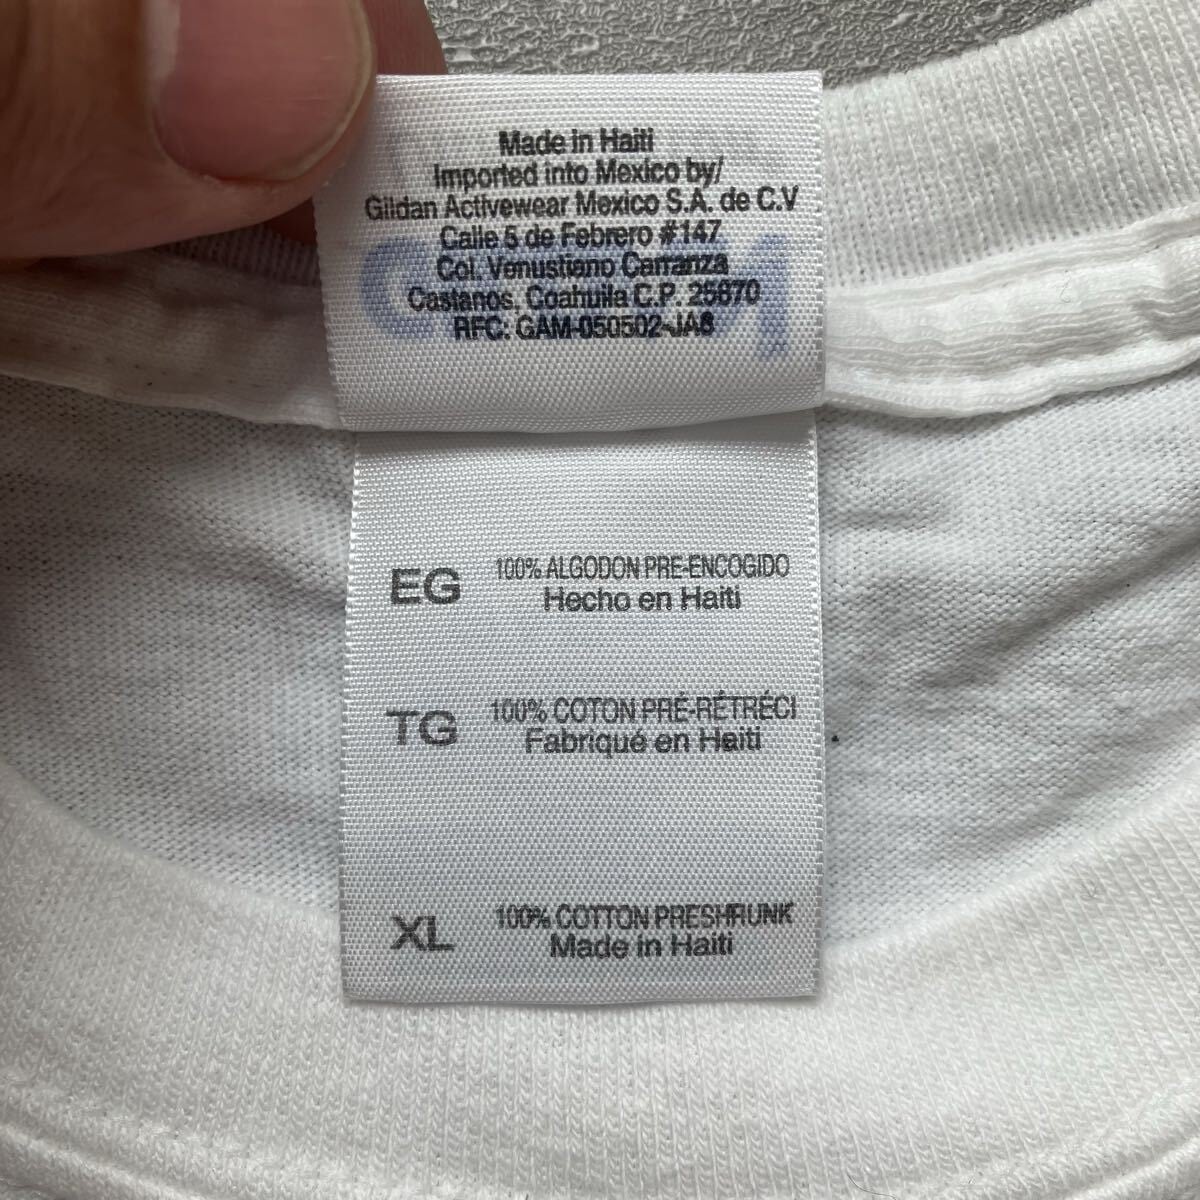 Made in Haiti
Imported into Mexico by/
Gildan Activewear Mexico S.A. de C.V
Calle 5 de Febrero #147
Col. Venustiano Carranza
Castanos, Coahuila C.P. 25870
RFC: GAM-050502-JA8
EG 100% ALGODON PRE-ENCOGIDO
Hecho en Haiti
TG 100% COTON PRÉ-RÉTRÉCI
Fabriqué en Haiti
XL 100% COTTON PRESHRUNK
Made in Haiti